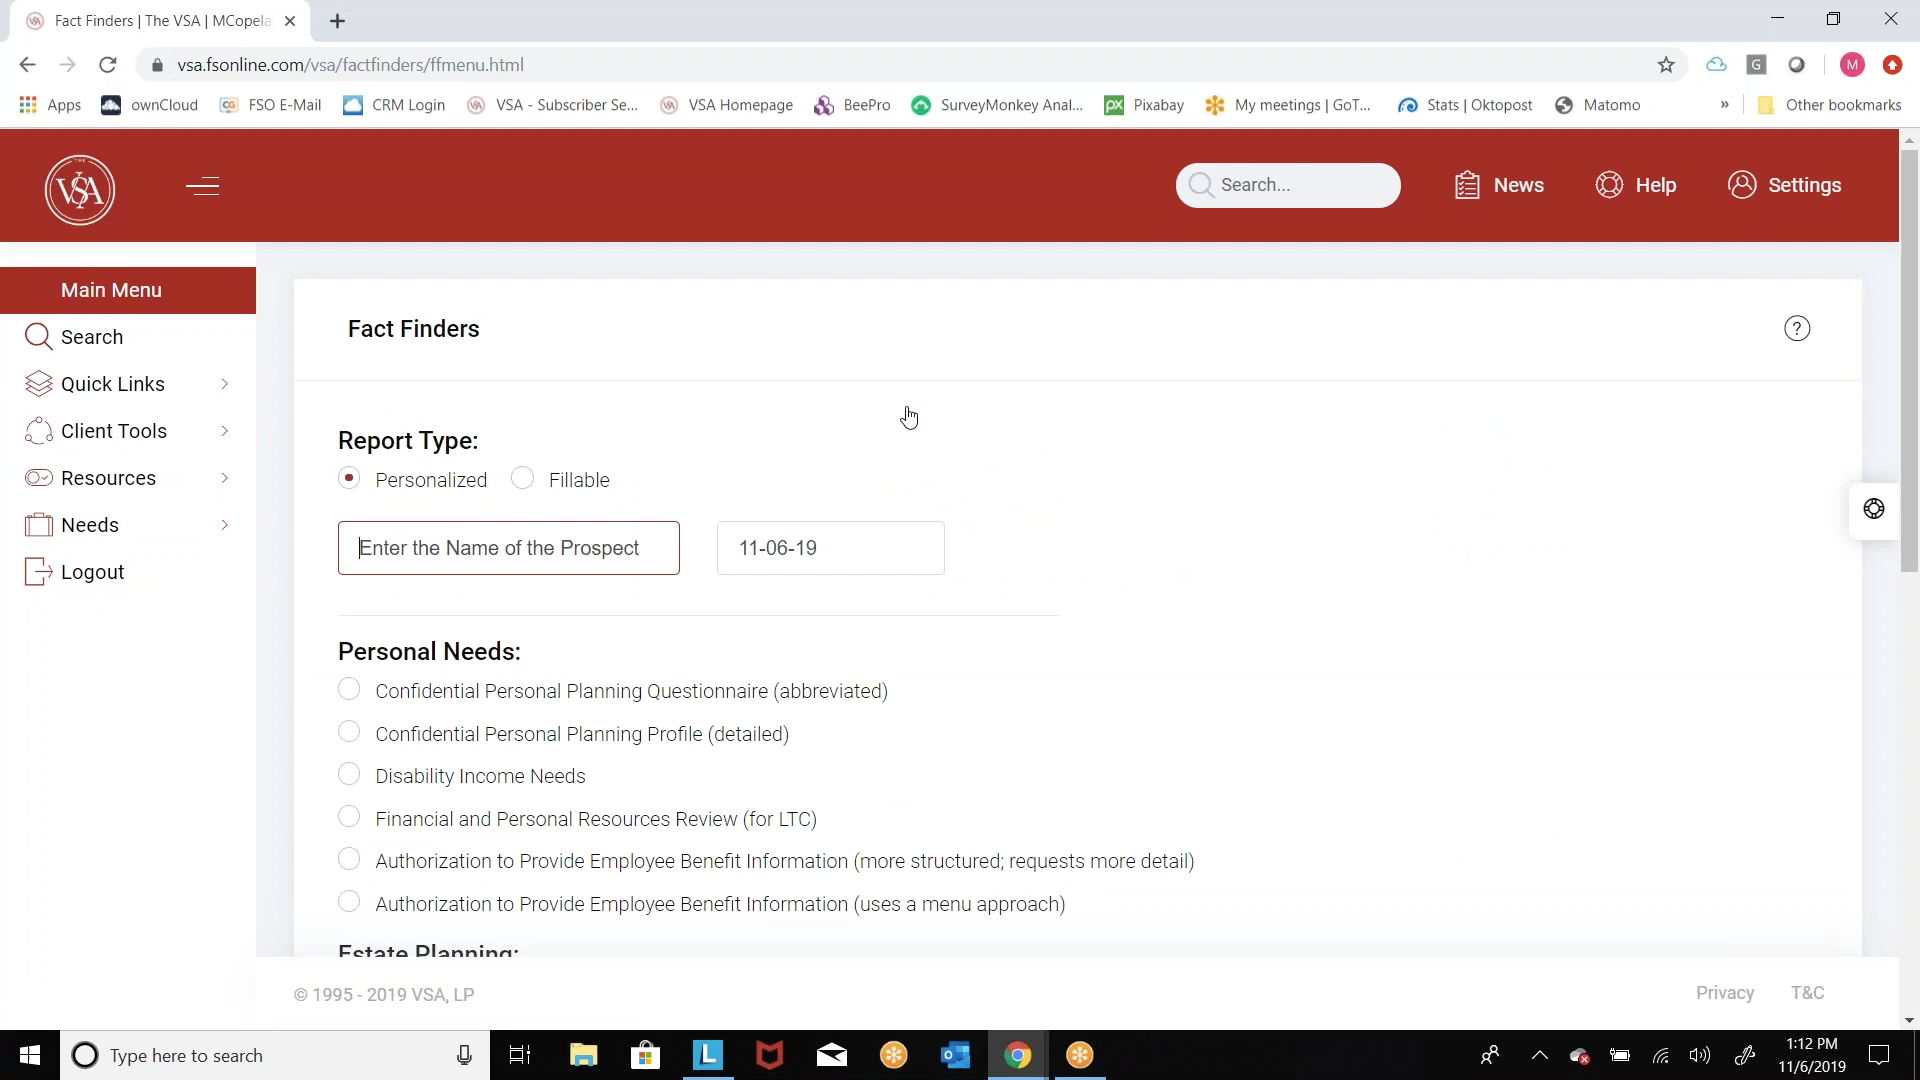 Fact Finders | The VSA | MCopela
vsa.fsonline.com/vsa/factfinders/ffmenu.html
M
Apps ownCloud FSO E-Mail CRM Login VSA - Subscriber Se... VSA Homepage BeePro SurveyMonkey Anal... Pixabay My meetings | GoT... Stats | Oktopost Matomo » Other bookmarks
THE VSA
Search... News Help Settings
Main Menu
Search
Quick Links
Client Tools
Resources
Needs
Logout
Fact Finders ?
Report Type:
Personalized Fillable
Enter the Name of the Prospect 11-06-19
Personal Needs:
Confidential Personal Planning Questionnaire (abbreviated)
Confidential Personal Planning Profile (detailed)
Disability Income Needs
Financial and Personal Resources Review (for LTC)
Authorization to Provide Employee Benefit Information (more structured; requests more detail)
Authorization to Provide Employee Benefit Information (uses a menu approach)
Estate Planning:
© 1995 - 2019 VSA, LP Privacy T&C
Type here to search
1:12 PM
11/6/2019